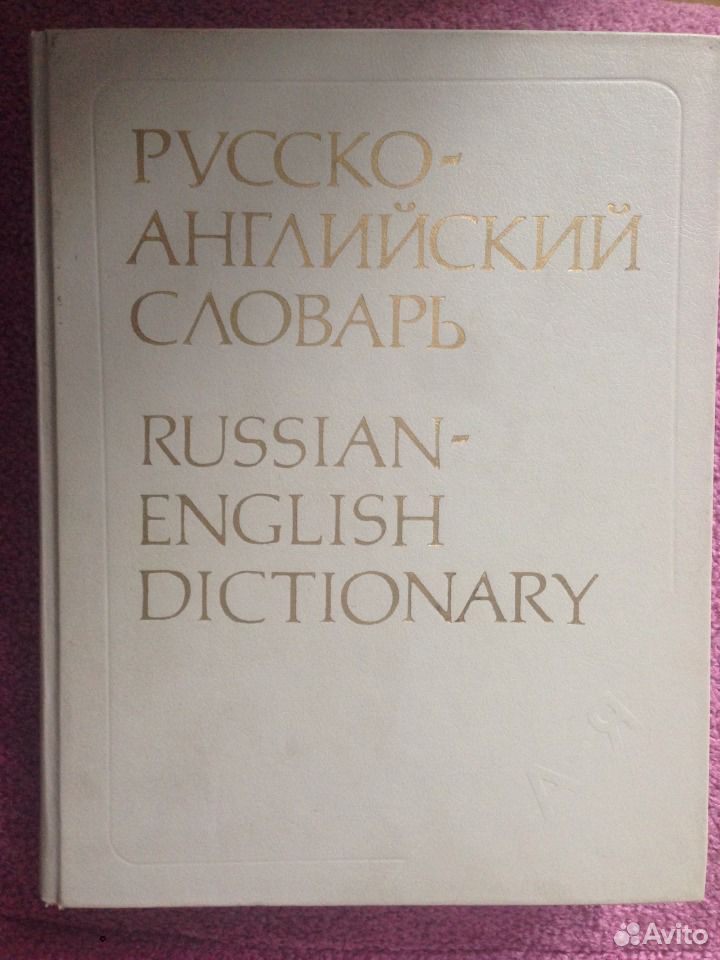 РУССКО-
АНГЛИЙСКИЙ
СЛОВАРЬ
RUSSIAN-
ENGLISH
DICTIONARY
А-Я
Avito